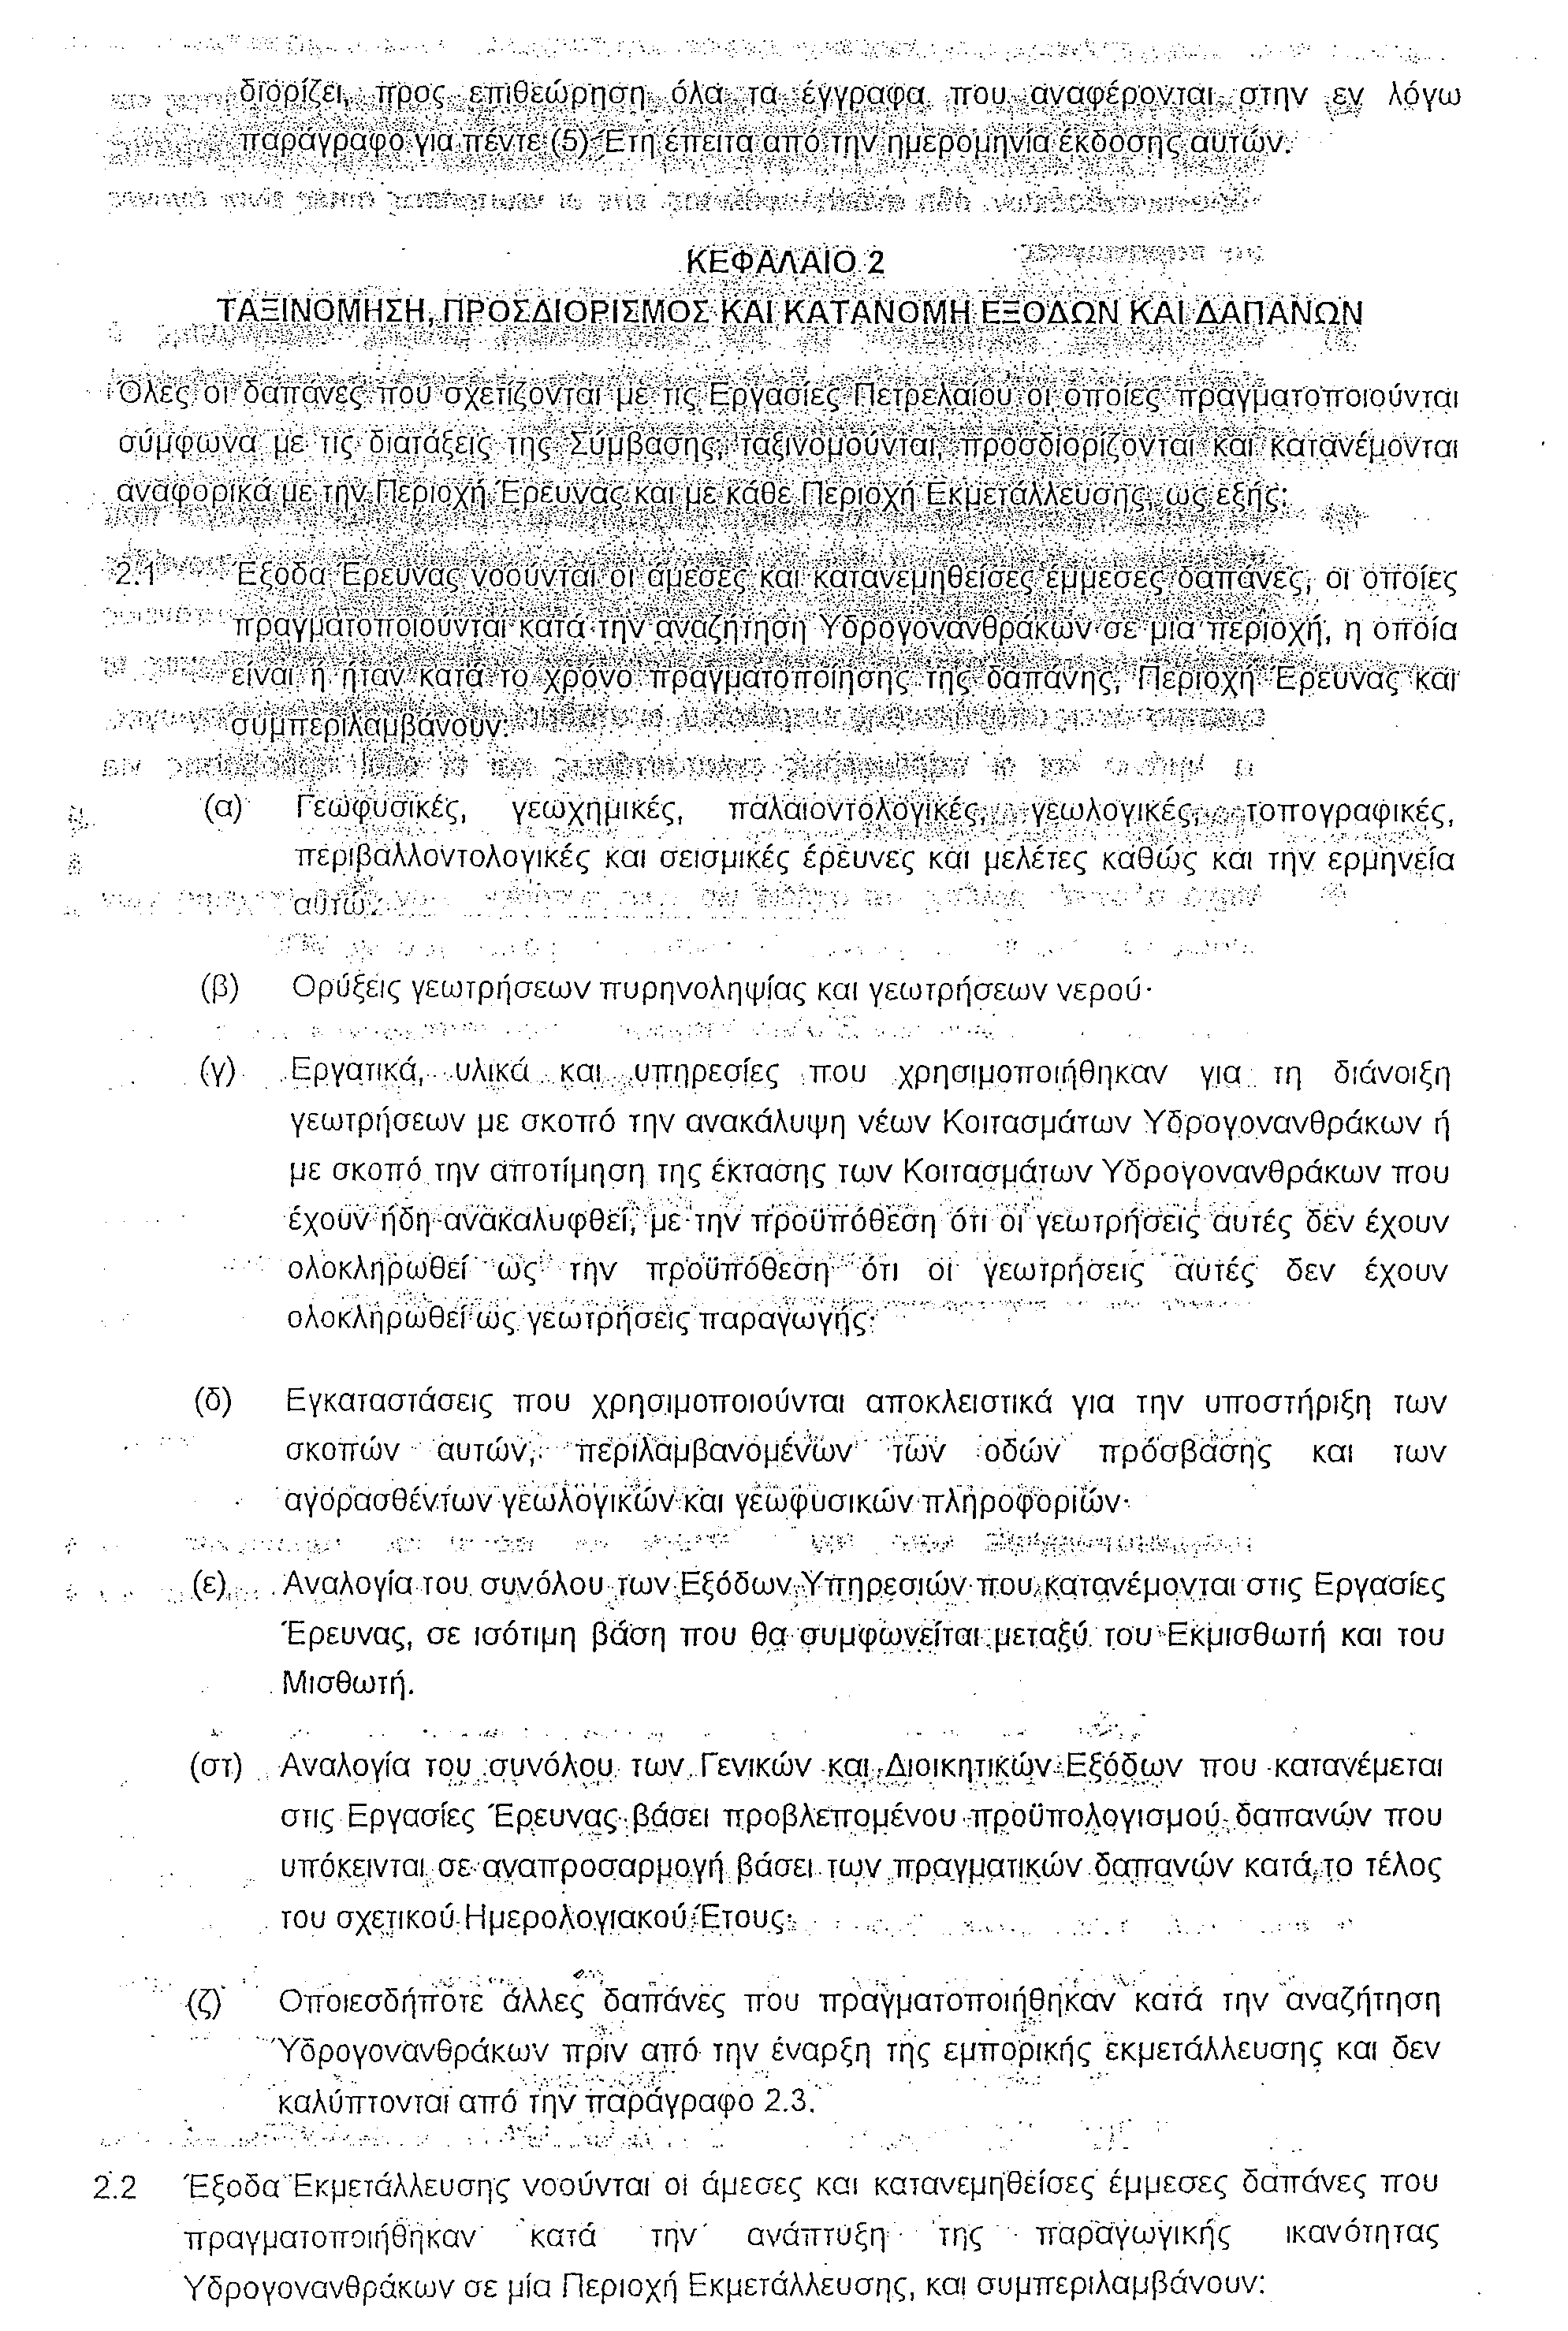 διορίζει, προς επιθεώρηση όλα τα έγγραφα που αναφέρονται στην εν λόγω
παράγραφο για πέντε (5) Έτη έπειτα από την ημερομηνία έκδοσης αυτών.
ΚΕΦΑΛΑΙΟ 2
ΤΑΞΙΝΟΜΗΣΗ, ΠΡΟΣΔΙΟΡΙΣΜΟΣ ΚΑΙ ΚΑΤΑΝΟΜΗ ΕΞΟΔΩΝ ΚΑΙ ΔΑΠΑΝΩΝ
Όλες οι δαπάνες που σχετίζονται με τις Εργασίες Πετρελαίου οι οποίες πραγματοποιούνται
σύμφωνα με τις διατάξεις της Σύμβασης, ταξινομούνται, προσδιορίζονται και κατανέμονται
αναφορικά με την Περιοχή Έρευνας και με κάθε Περιοχή Εκμετάλλευσης, ως εξής:
2.1 Έξοδα Έρευνας νοούνται οι άμεσες και κατανεμηθείσες έμμεσες δαπάνες, οι οποίες
πραγματοποιούνται κατά την αναζήτηση Υδρογονανθράκων σε μια περιοχή, η οποία
είναι ή ήταν κατά το χρόνο πραγματοποίησης της δαπάνης, Περιοχή Έρευνας και
συμπεριλαμβάνουν:
(α) Γεωφυσικές, γεωχημικές, παλαιοντολογικές, γεωλογικές, τοπογραφικές,
περιβαλλοντολογικές και σεισμικές έρευνες και μελέτες καθώς και την ερμηνεία
αυτών·
(β) Ορύξεις γεωτρήσεων πυρηνοληψίας και γεωτρήσεων νερού·
(γ) Εργατικά, υλικά και υπηρεσίες που χρησιμοποιήθηκαν για τη διάνοιξη
γεωτρήσεων με σκοπό την ανακάλυψη νέων Κοιτασμάτων Υδρογονανθράκων ή
με σκοπό την αποτίμηση της έκτασης των Κοιτασμάτων Υδρογονανθράκων που
έχουν ήδη ανακαλυφθεί, με την προϋπόθεση ότι οι γεωτρήσεις αυτές δεν έχουν
ολοκληρωθεί ως την προϋπόθεση ότι οι γεωτρήσεις αυτές δεν έχουν
ολοκληρωθεί ως γεωτρήσεις παραγωγής·
(δ) Εγκαταστάσεις που χρησιμοποιούνται αποκλειστικά για την υποστήριξη των
σκοπών αυτών, περιλαμβανομένων των οδών πρόσβασης και των
αγορασθέντων γεωλογικών και γεωφυσικών πληροφοριών·
(ε) Αναλογία του συνόλου των Εξόδων Υπηρεσιών που κατανέμονται στις Εργασίες
Έρευνας, σε ισότιμη βάση που θα συμφωνείται μεταξύ του Εκμισθωτή και του
Μισθωτή.
(στ) Αναλογία του συνόλου των Γενικών και Διοικητικών Εξόδων που κατανέμεται
στις Εργασίες Έρευνας βάσει προβλεπομένου προϋπολογισμού δαπανών που
υπόκεινται σε αναπροσαρμογή βάσει των πραγματικών δαπανών κατά το τέλος
του σχετικού Ημερολογιακού Έτους·
(ζ) Οποιεσδήποτε άλλες δαπάνες που πραγματοποιήθηκαν κατά την αναζήτηση
Υδρογονανθράκων πριν από την έναρξη της εμπορικής εκμετάλλευσης και δεν
καλύπτονται από την παράγραφο 2.3.
2.2 Έξοδα Εκμετάλλευσης νοούνται οι άμεσες και κατανεμηθείσες έμμεσες δαπάνες που
πραγματοποιήθηκαν κατά την ανάπτυξη της παραγωγικής ικανότητας
Υδρογονανθράκων σε μία Περιοχή Εκμετάλλευσης, και συμπεριλαμβάνουν: